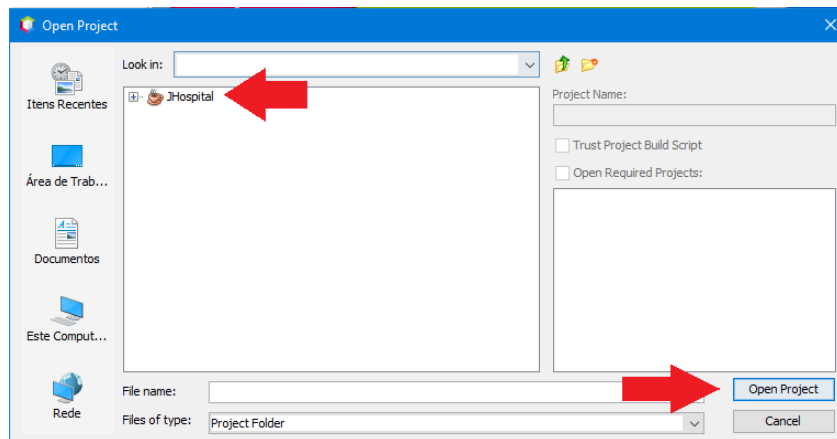 Open Project
Look in:
Itens Recentes
JHospital
Project Name:
Trust Project Build Script
Open Required Projects:
Área de Trab...
Documentos
Este Comput...
Rede
File name:
Open Project
Files of type:
Project Folder
Cancel